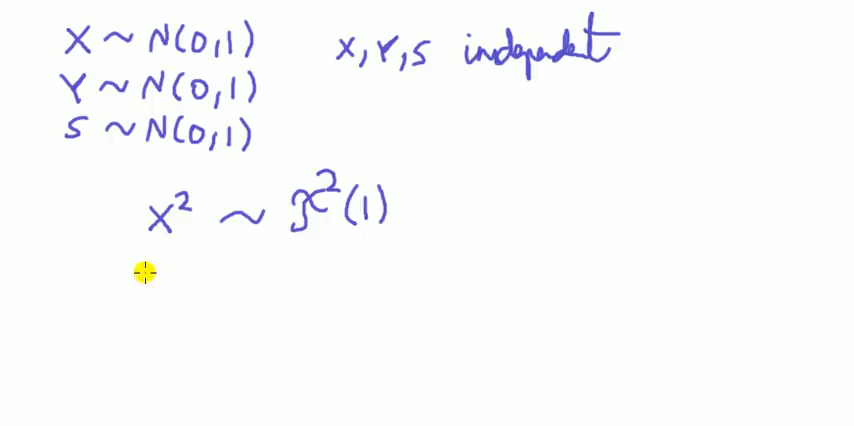 X ~ N(0,1)   X, Y, S independent
Y ~ N(0,1)
S ~ N(0,1)
X² ~ χ²(1)